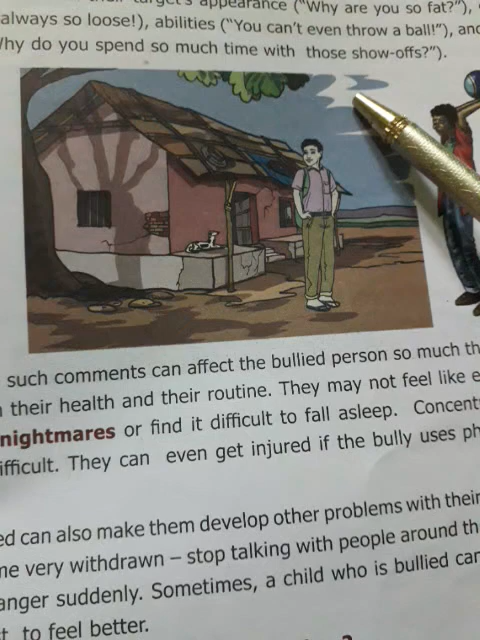 target's appearance ("Why are you so fat?"),
always so loose!), abilities ("You can't even throw a ball!"), and
hy do you spend so much time with those show-offs?").
such comments can affect the bullied person so much th
their health and their routine. They may not feel like e
nightmares or find it difficult to fall asleep. Concent
ifficult. They can even get injured if the bully uses ph
ed can also make them develop other problems with their
me very withdrawn – stop talking with people around th
anger suddenly. Sometimes, a child who is bullied can
t to feel better.